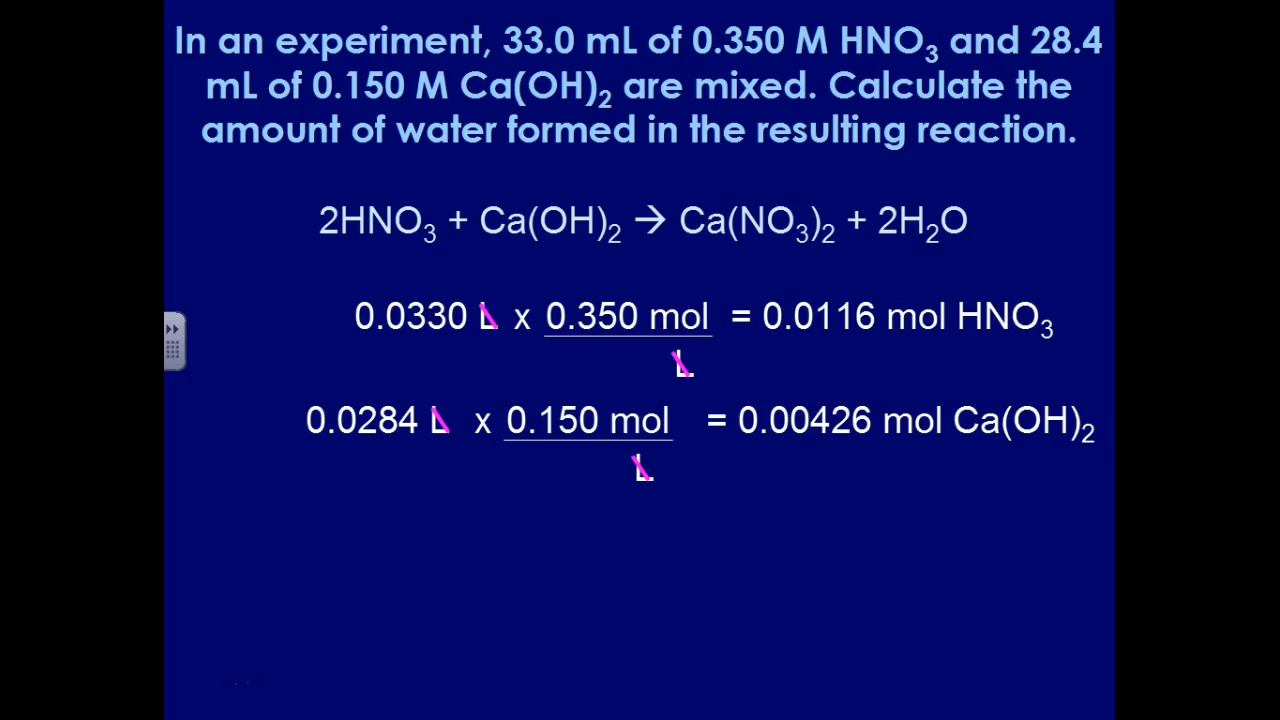 In an experiment, 33.0 mL of 0.350 M HNO₃ and 28.4
mL of 0.150 M Ca(OH)₂ are mixed. Calculate the
amount of water formed in the resulting reaction.
2HNO₃ + Ca(OH)₂ → Ca(NO₃)₂ + 2H₂O
0.0330 L x 0.350 mol = 0.0116 mol HNO₃
L
0.0284 L x 0.150 mol = 0.00426 mol Ca(OH)₂
L